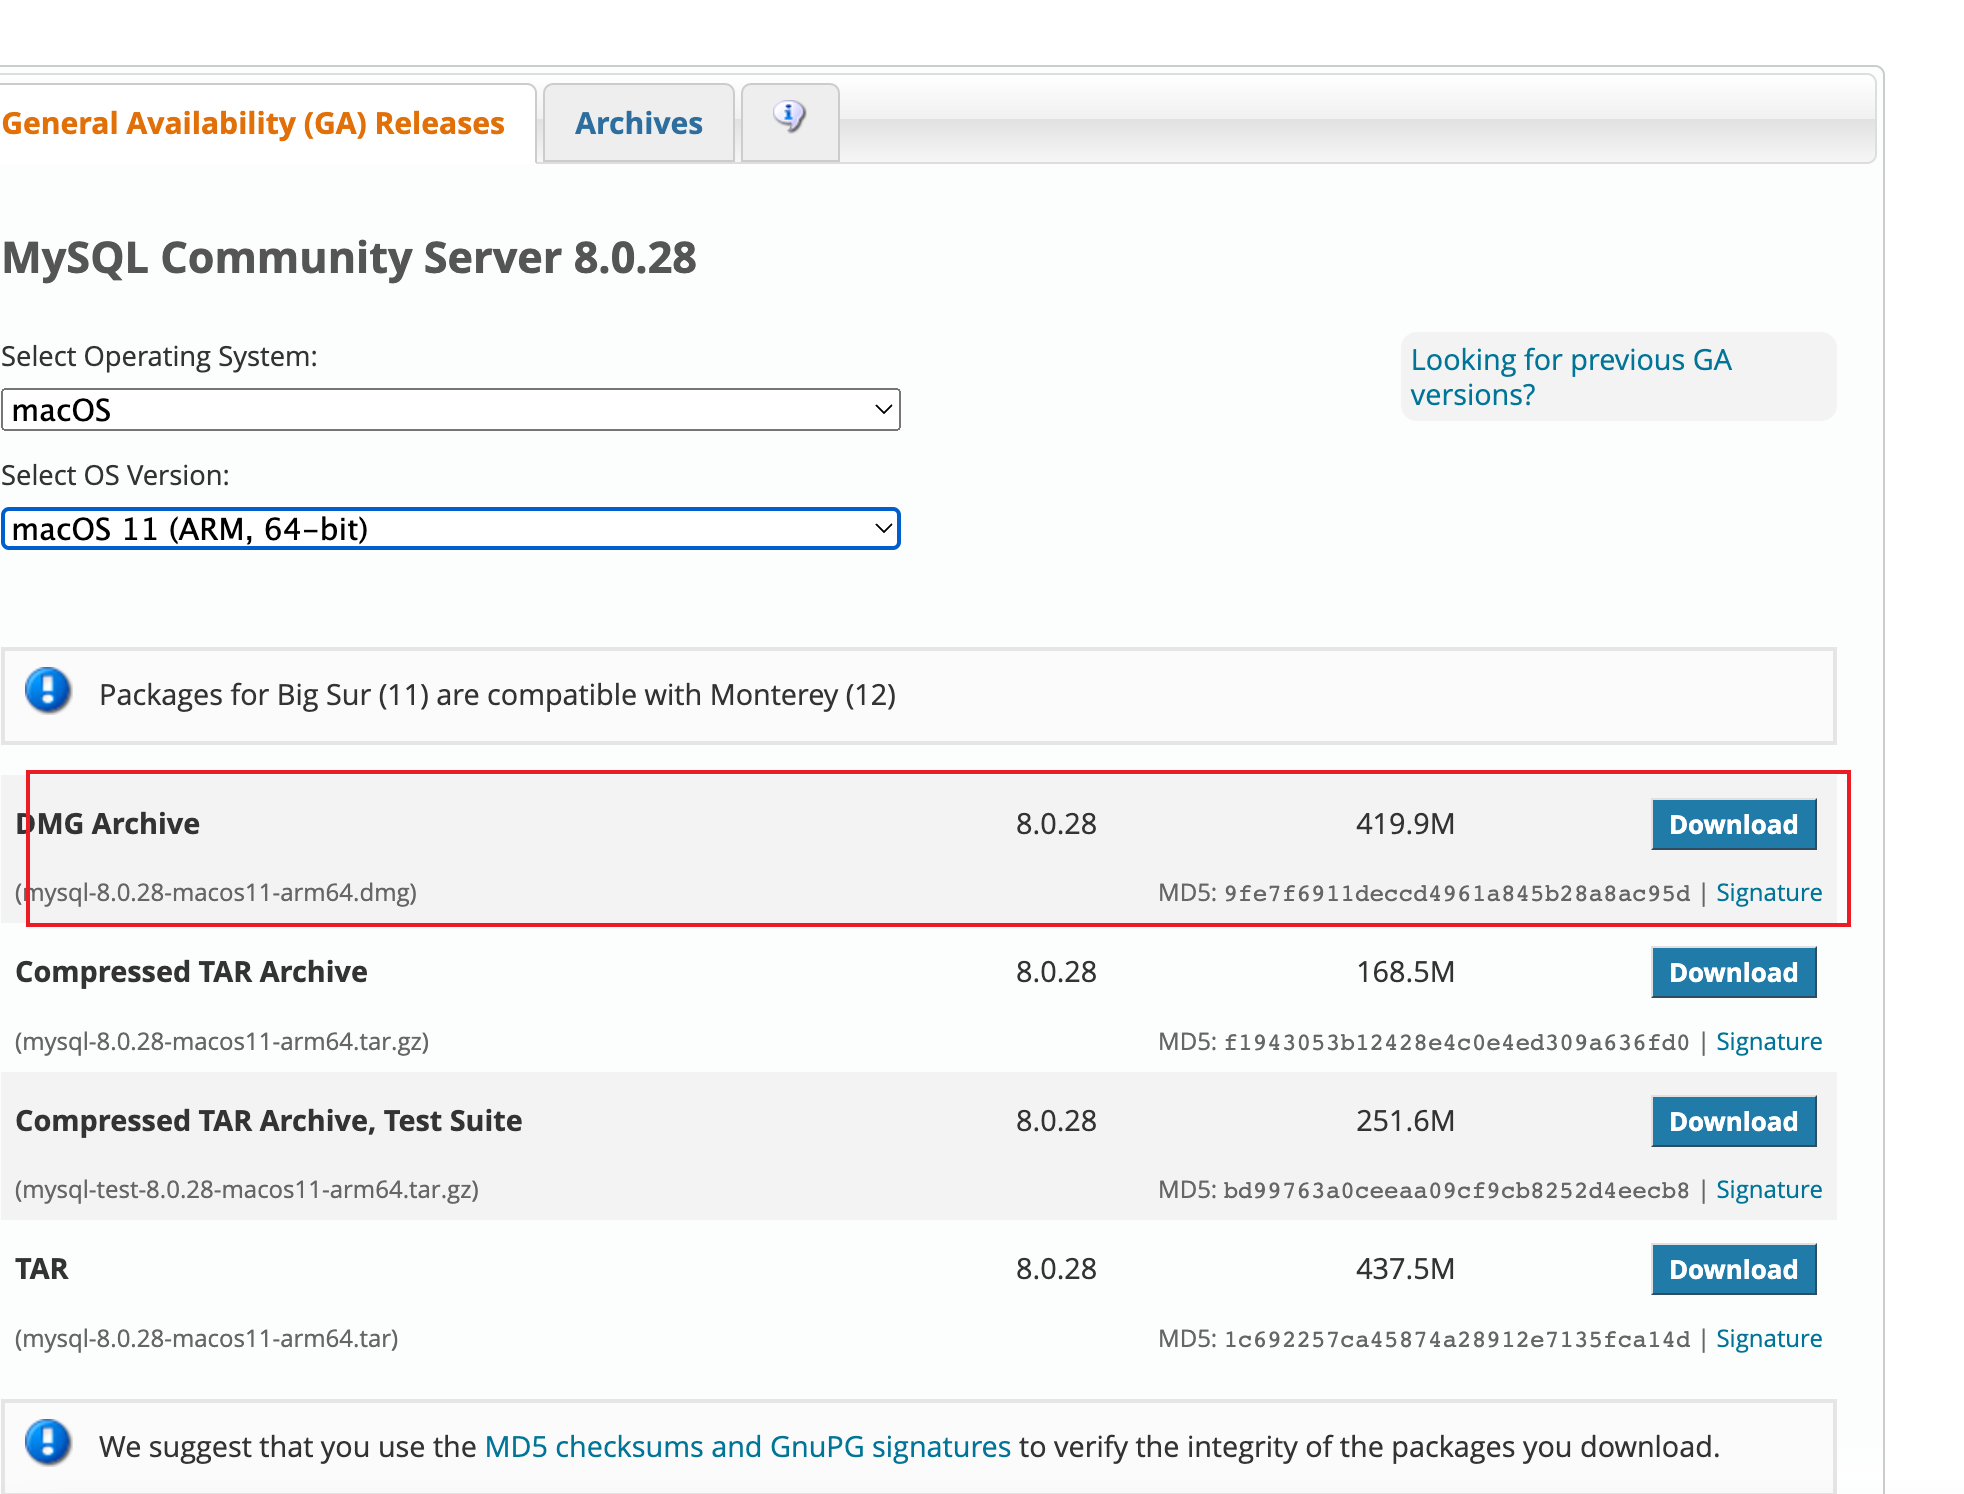 General Availability (GA) Releases
Archives
MySQL Community Server 8.0.28
Select Operating System:
macOS
Looking for previous GA
versions?
Select OS Version:
macOS 11 (ARM, 64-bit)
Packages for Big Sur (11) are compatible with Monterey (12)
DMG Archive 8.0.28 419.9M Download
(mysql-8.0.28-macos11-arm64.dmg) MD5: 9fe7f6911deccd4961a845b28a8ac95d | Signature
Compressed TAR Archive 8.0.28 168.5M Download
(mysql-8.0.28-macos11-arm64.tar.gz) MD5: f1943053b12428e4c0e4ed309a636fd0 | Signature
Compressed TAR Archive, Test Suite 8.0.28 251.6M Download
(mysql-test-8.0.28-macos11-arm64.tar.gz) MD5: bd99763a0ceeaa09cf9cb8252d4eecb8 | Signature
TAR 8.0.28 437.5M Download
(mysql-8.0.28-macos11-arm64.tar) MD5: 1c692257ca45874a28912e7135fca14d | Signature
We suggest that you use the MD5 checksums and GnuPG signatures to verify the integrity of the packages you download.